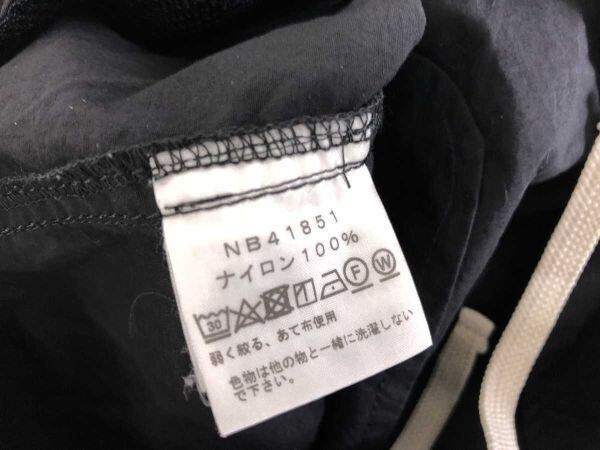 NB41851
ナイロン100%
30 F W
弱く絞る、あて布使用
色物は他の物と一緒に洗濯しない
で下さい。